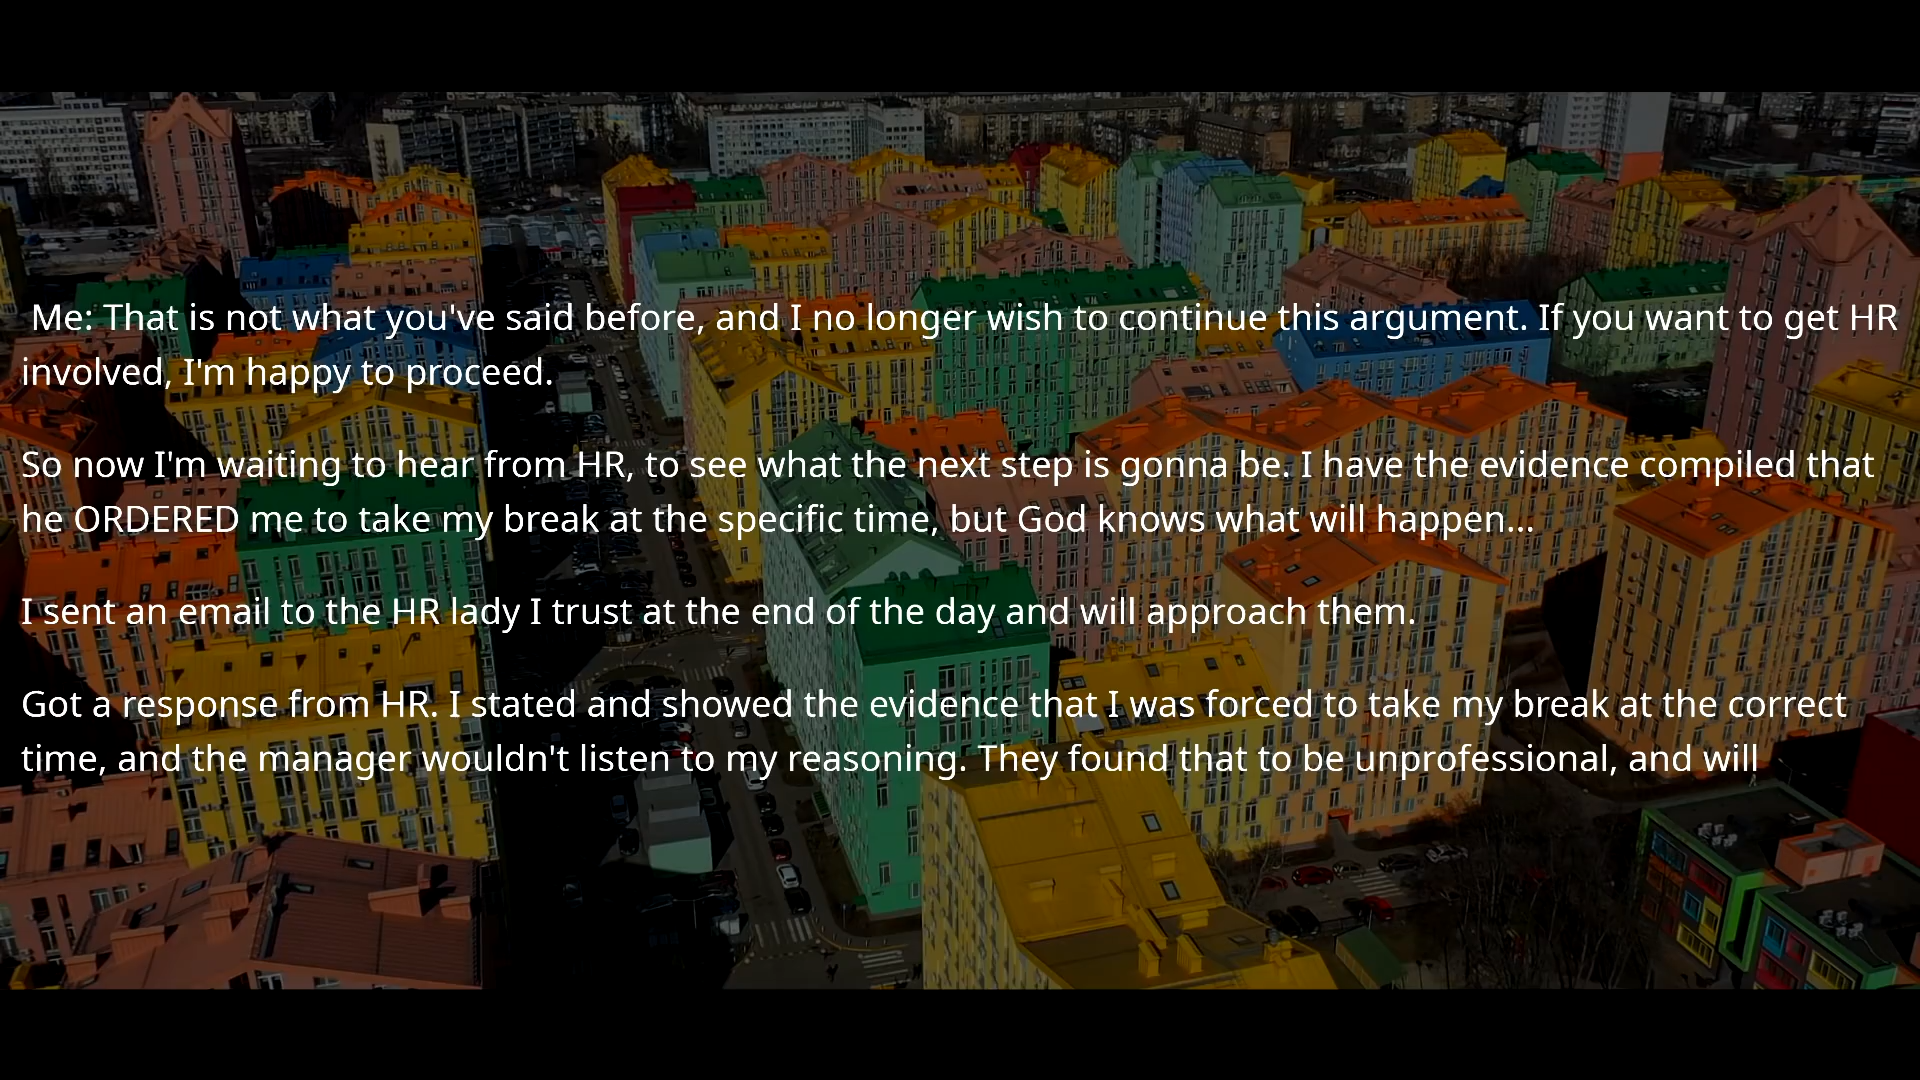 Me: That is not what you've said before, and I no longer wish to continue this argument. If you want to get HR
involved, I'm happy to proceed.
So now I'm waiting to hear from HR, to see what the next step is gonna be. I have the evidence compiled that
he ORDERED me to take my break at the specific time, but God knows what will happen...
I sent an email to the HR lady I trust at the end of the day and will approach them.
Got a response from HR. I stated and showed the evidence that I was forced to take my break at the correct
time, and the manager wouldn't listen to my reasoning. They found that to be unprofessional, and will